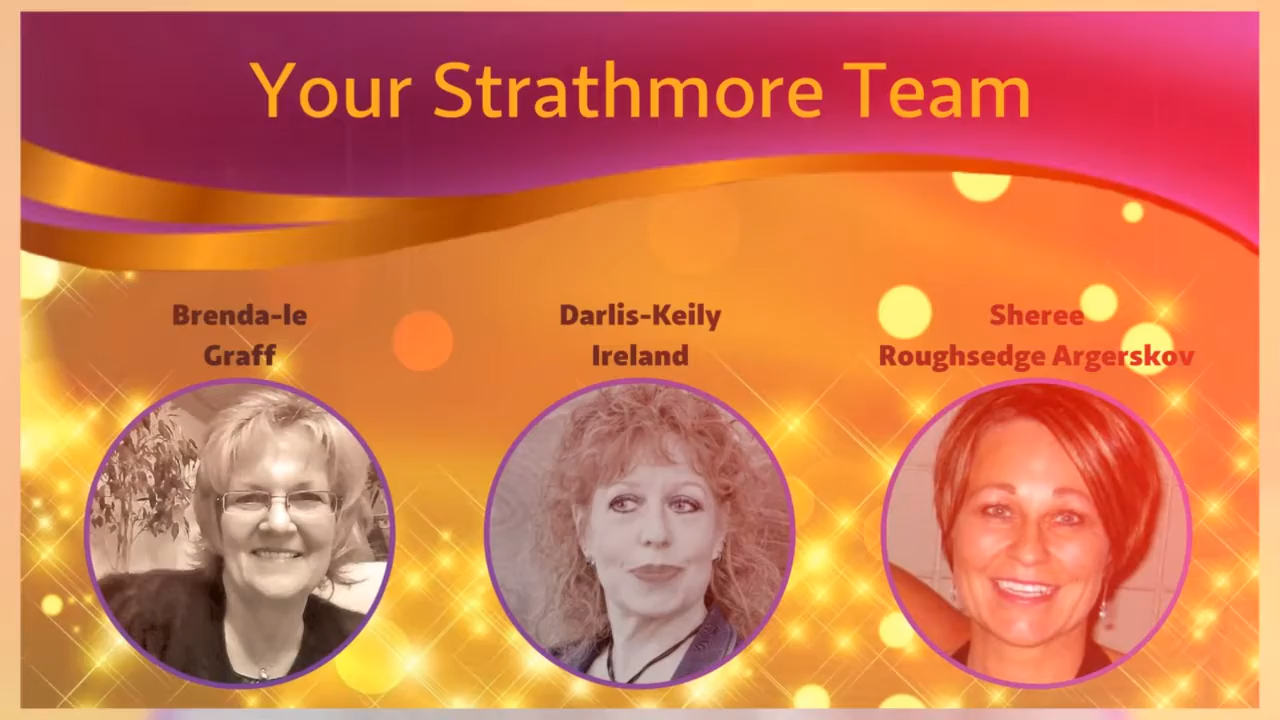 Your Strathmore Team
Brenda-le
Graff
Darlis-Keily
Ireland
Sheree
Roughsedge Argerskov